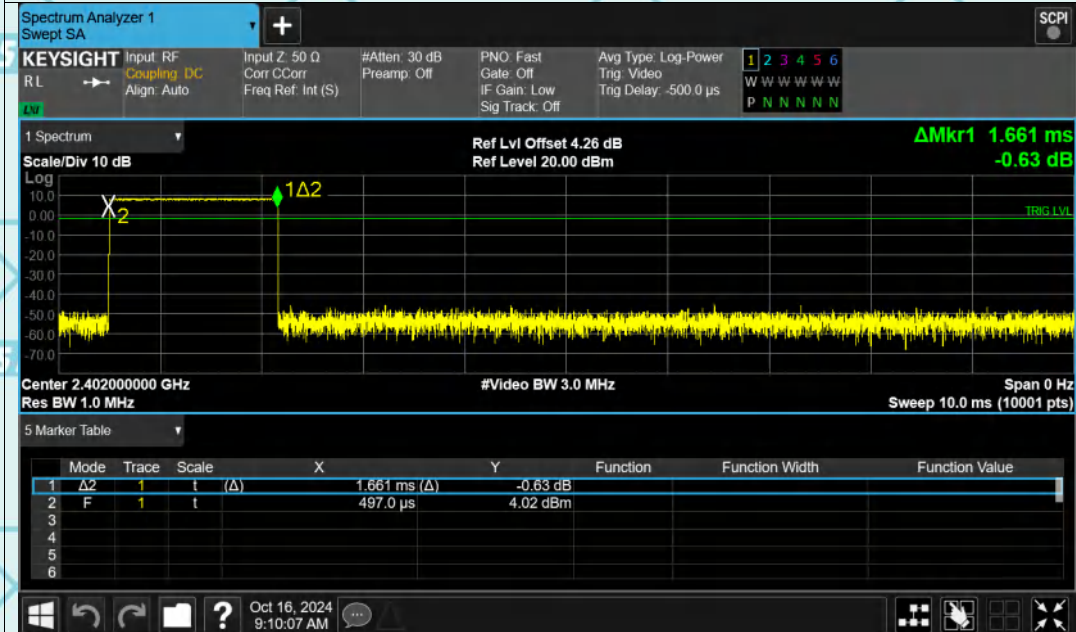 Spectrum Analyzer 1
Swept SA
+
SCPI
KEYSIGHT
RL
LNI
Input: RF
Coupling: DC
Align: Auto
Input Z: 50 Ω
Corr CCorr
Freq Ref: Int (S)
#Atten: 30 dB
Preamp: Off
PNO: Fast
Gate: Off
IF Gain: Low
Sig Track: Off
Avg Type: Log-Power
Trig: Video
Trig Delay: -500.0 µs
1 2 3 4 5 6
W W W W W W
P N N N N N
1 Spectrum
Scale/Div 10 dB
Ref Lvl Offset 4.26 dB
Ref Level 20.00 dBm
ΔMkr1 1.661 ms
-0.63 dB
Log
10.0
0.00
-10.0
-20.0
-30.0
-40.0
-50.0
-60.0
-70.0
1Δ2
X2
TRIG LVL
Center 2.402000000 GHz
#Video BW 3.0 MHz
Span 0 Hz
Res BW 1.0 MHz
Sweep 10.0 ms (10001 pts)
5 Marker Table
Mode Trace Scale X Y Function Function Width Function Value
1 Δ2 1 t (Δ) 1.661 ms (Δ) -0.63 dB
2 F 1 t 497.0 µs 4.02 dBm
3
4
5
6
?
Oct 16, 2024
9:10:07 AM